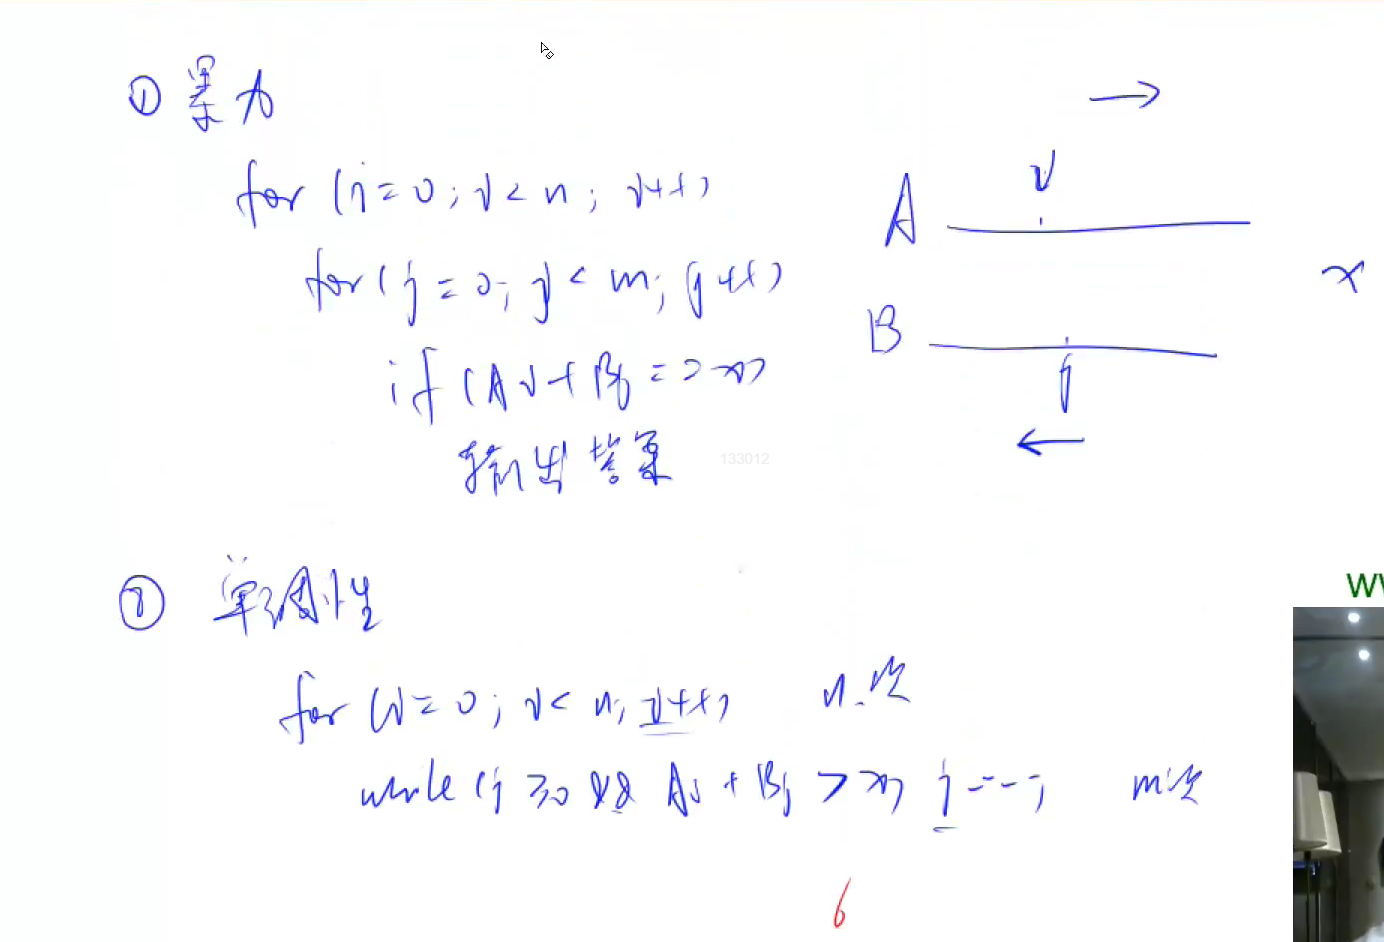 ① 暴力
for (i=0; i<n; i++)
for (j=0; j<m; j++)
if (Ai+Bj==x)
输出答案
133012
→
i
A
x
B
j
←
② 单调性
for (i=0; i<n; i++) n次
while (j≥0 && Ai+Bj>x) j--; m次
6